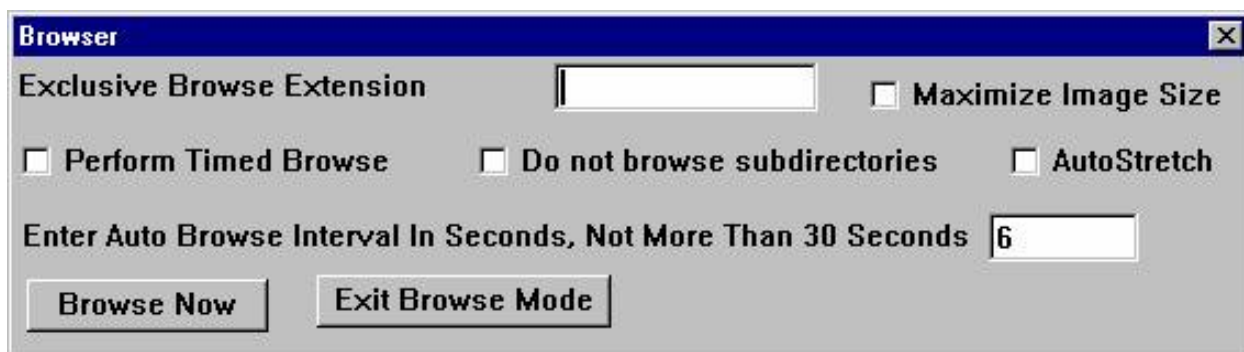 Browser
Exclusive Browse Extension
Maximize Image Size
Perform Timed Browse
Do not browse subdirectories
AutoStretch
Enter Auto Browse Interval In Seconds, Not More Than 30 Seconds 6
Browse Now
Exit Browse Mode